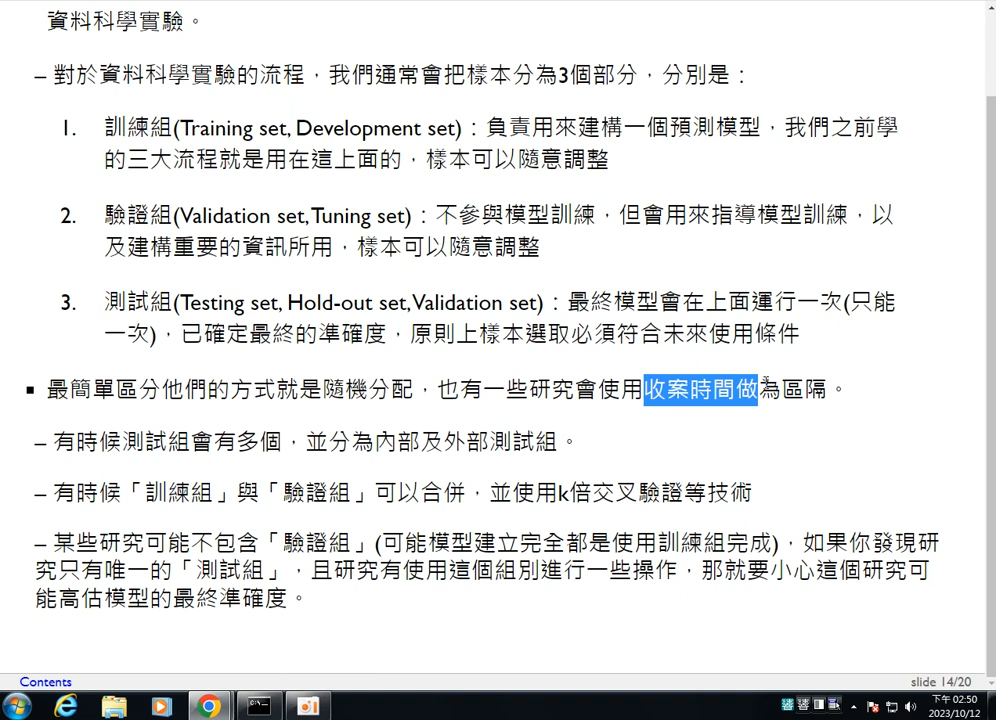 資料科學實驗。
– 對於資料科學實驗的流程，我們通常會把樣本分為3個部分，分別是：
1. 訓練組(Training set, Development set)：負責用來建構一個預測模型，我們之前學
的三大流程就是用在這上面的，樣本可以隨意調整
2. 驗證組(Validation set, Tuning set)：不參與模型訓練，但會用來指導模型訓練，以
及建構重要的資訊所用，樣本可以隨意調整
3. 測試組(Testing set, Hold-out set, Validation set)：最終模型會在上面運行一次(只能
一次)，已確定最終的準確度，原則上樣本選取必須符合未來使用條件
▪ 最簡單區分他們的方式就是隨機分配，也有一些研究會使用收案時間做為區隔。
– 有時候測試組會有多個，並分為內部及外部測試組。
– 有時候「訓練組」與「驗證組」可以合併，並使用k倍交叉驗證等技術
– 某些研究可能不包含「驗證組」(可能模型建立完全都是使用訓練組完成)，如果你發現研
究只有唯一的「測試組」，且研究有使用這個組別進行一些操作，那就要小心這個研究可
能高估模型的最終準確度。
Contents
slide 14/20
下午 02:50
2023/10/12